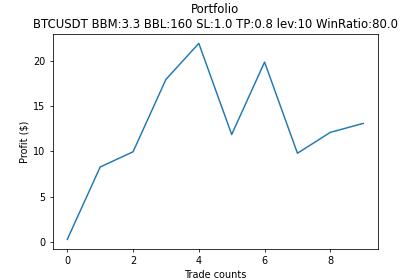 Portfolio
BTCUSDT BBM:3.3 BBL:160 SL:1.0 TP:0.8 lev:10 WinRatio:80.0
Profit ($)
20
15
10
5
0
0 2 4 6 8
Trade counts